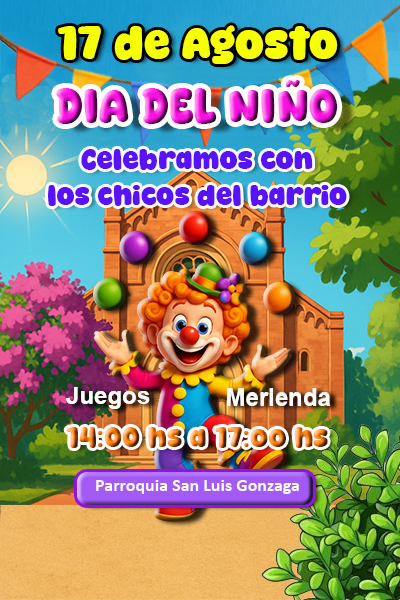 17 de Agosto
DIA DEL NIÑO
Celebramos con
los chicos del barrio
Juegos Merienda
14:00 hs a 17:00 hs
Parroquia San Luis Gonzaga